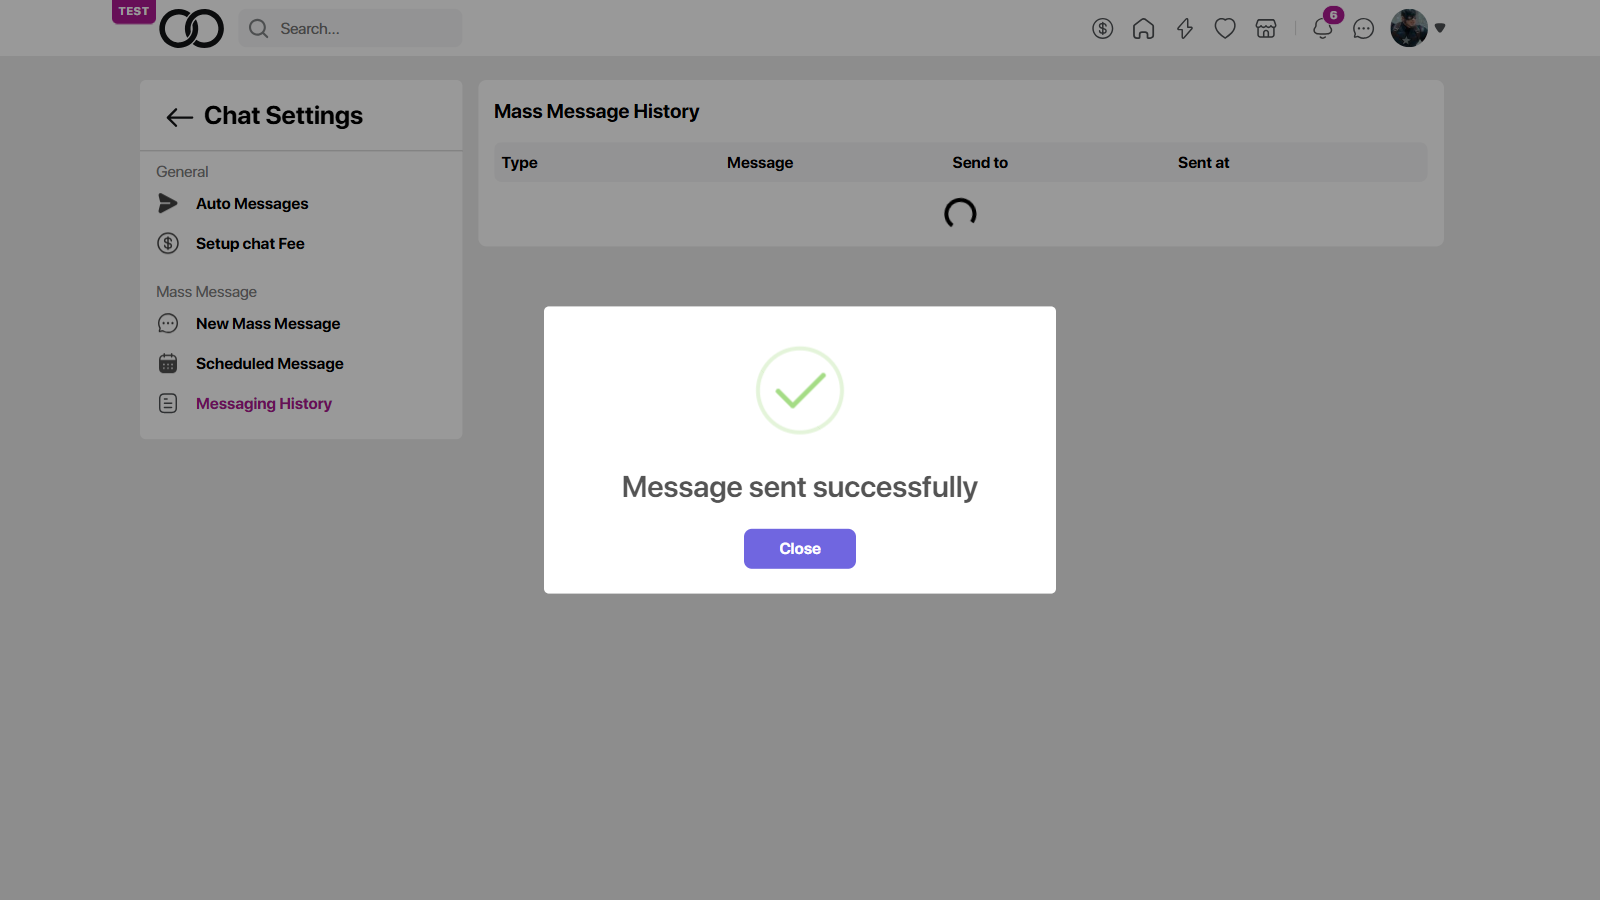 TEST
Search...
6
Chat Settings
General
Auto Messages
Setup chat Fee
Mass Message
New Mass Message
Scheduled Message
Messaging History
Mass Message History
Type Message Send to Sent at
Message sent successfully
Close